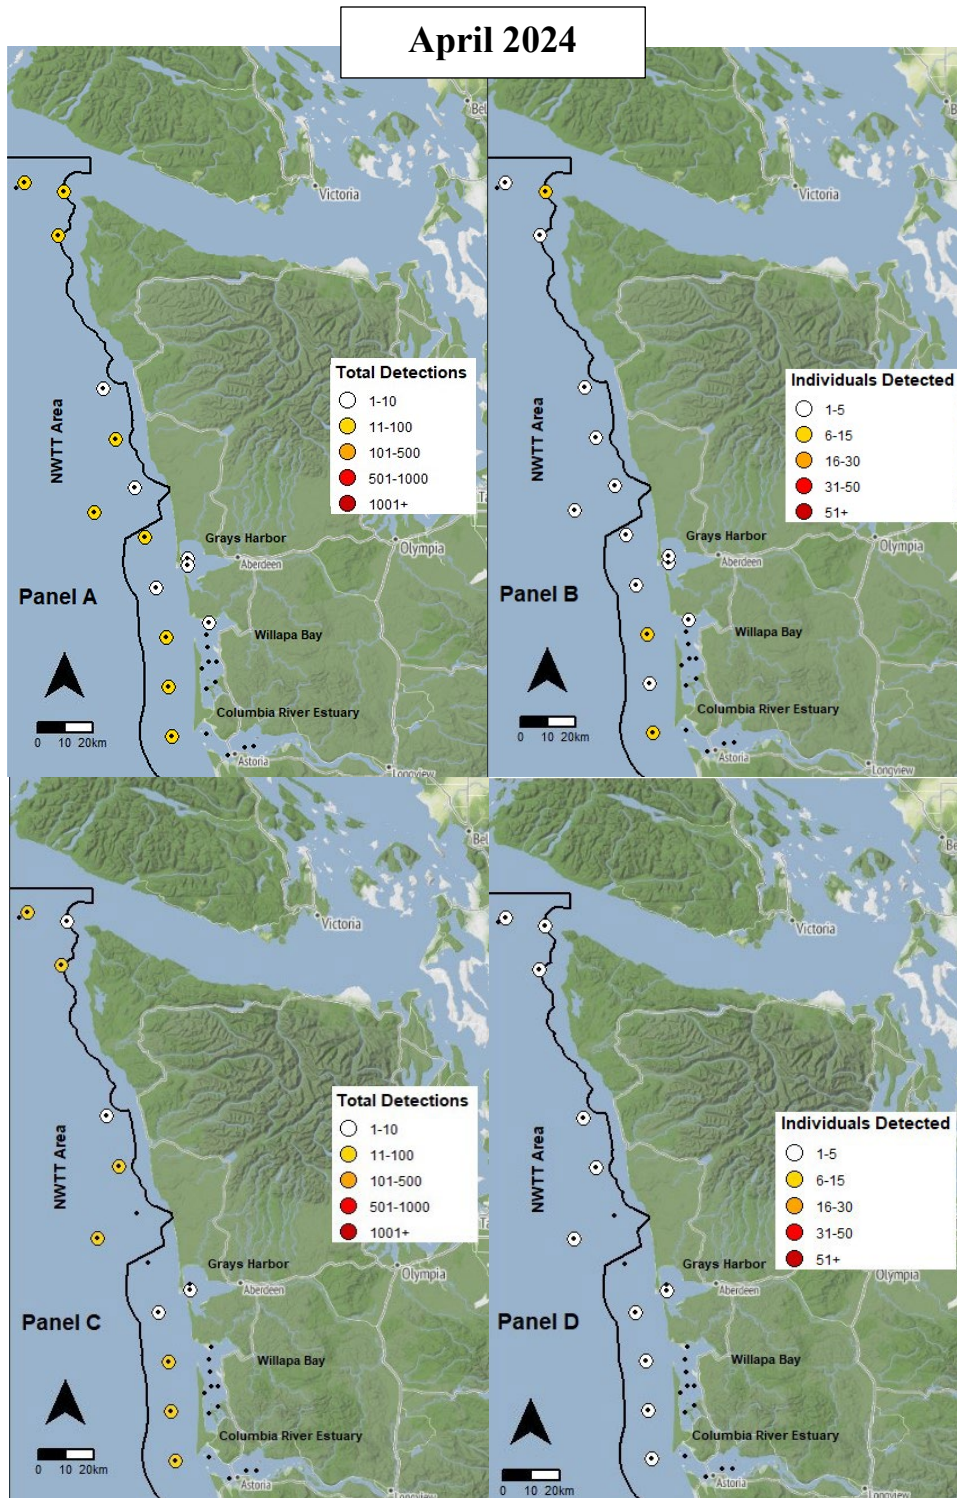 April 2024
Bel
Victoria
NWTT Area
Total Detections
1-10
11-100
101-500
501-1000
1001+
Grays Harbor
Aberdeen
Olympia
Panel A
Willapa Bay
Columbia River Estuary
0 10 20km
Astoria
Longview
B
Victoria
NWTT Area
Individuals Detected
1-5
6-15
16-30
31-50
51+
Ta
Grays Harbor
Aberdeen
Olympia
Panel B
Willapa Bay
Columbia River Estuary
0 10 20km
Astoria
Longview
Bel
Victoria
NWTT Area
Total Detections
1-10
11-100
101-500
501-1000
1001+
Grays Harbor
Aberdeen
Olympia
Panel C
Willapa Bay
Columbia River Estuary
0 10 20km
Astoria
Be
Victoria
NWTT Area
Individuals Detected
1-5
6-15
16-30
31-50
51+
Ta
Grays Harbor
Aberdeen
Olympia
Panel D
Willapa Bay
Columbia River Estuary
0 10 20km
Astoria